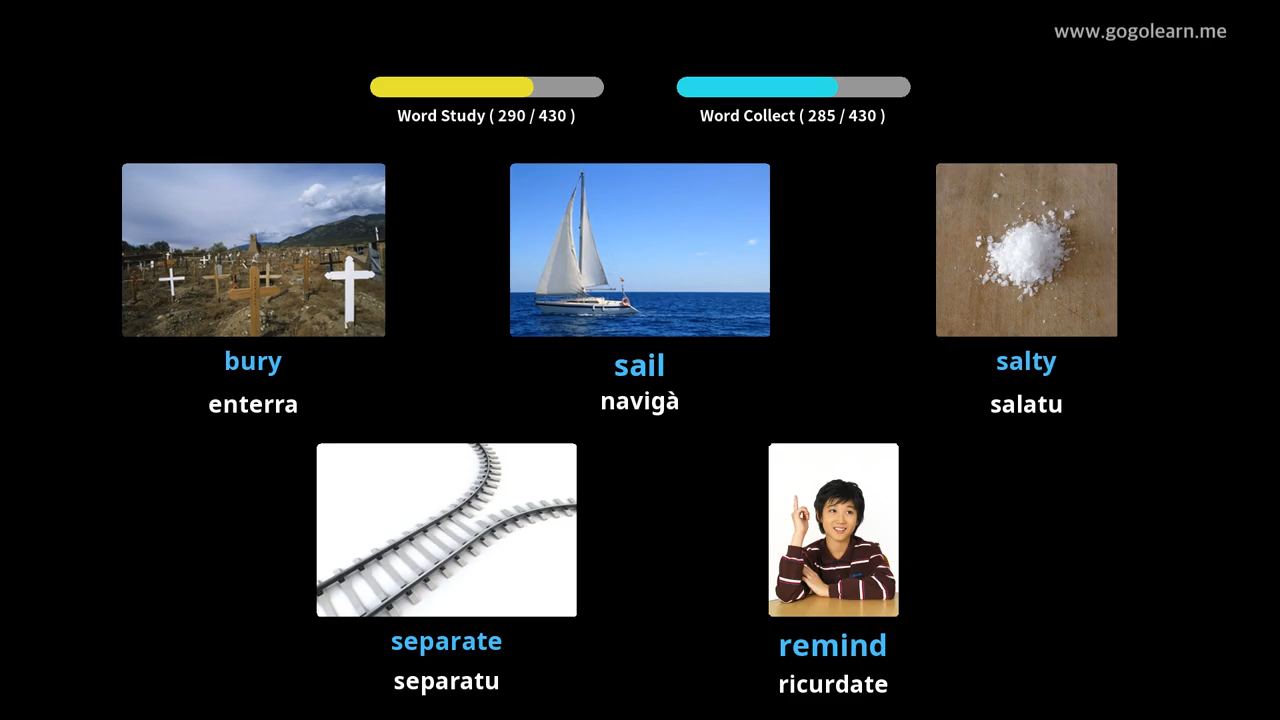 www.gogolearn.me
Word Study ( 290 / 430 )
Word Collect ( 285 / 430 )
bury
enterra
sail
navigà
salty
salatu
separate
separatu
remind
ricurdate